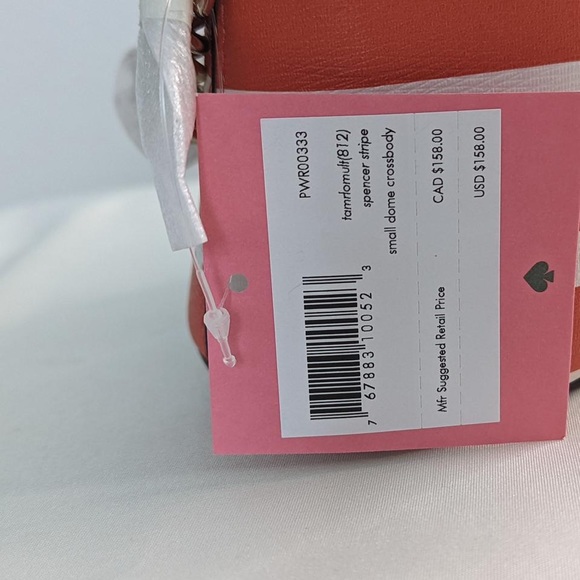 PWR00333
tamrlomult(812)
spencer stripe
small dome crossbody
7 67883 10052 3
Mfr Suggested Retail Price CAD $158.00
USD $158.00